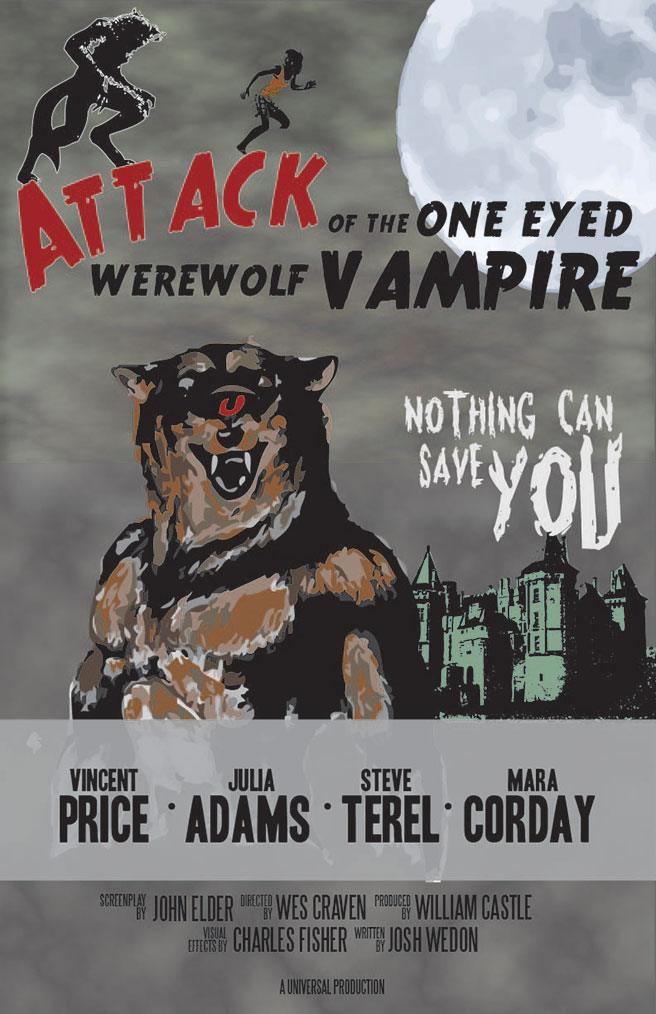 ATTACK OF THE ONE EYED
WEREWOLF VAMPIRE
NOTHING CAN
SAVE YOU
VINCENT PRICE · JULIA ADAMS · STEVE TEREL · MARA CORDAY
SCREENPLAY BY JOHN ELDER DIRECTED BY WES CRAVEN PRODUCED BY WILLIAM CASTLE
VISUAL EFFECTS BY CHARLES FISHER WRITTEN BY JOSH WEDON
A UNIVERSAL PRODUCTION